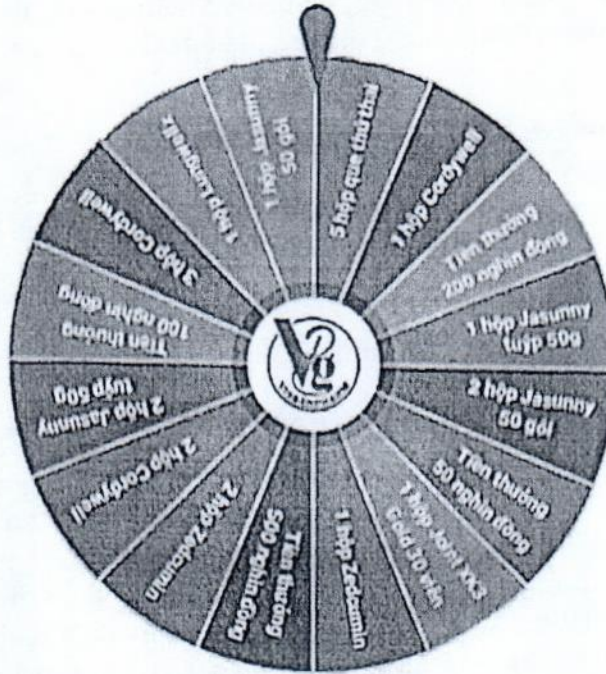 5 hộp que thử thai
1 hộp Cordywell
Tiền thưởng
200 nghìn đồng
1 hộp Jasunny
tuýp 50g
2 hộp Jasunny
50 gói
Tiền thưởng
50 nghìn đồng
1 hộp Joint XK3
Gold 30 viên
1 hộp Zedcumin
Tiền thưởng
500 nghìn đồng
2 hộp Zedcumin
2 hộp Cordywell
2 hộp Jasunny
tuýp 50g
Tiền thưởng
100 nghìn đồng
3 hộp Cordywell
1 hộp Lungwellz
1 hộp Jasunny
50 gói